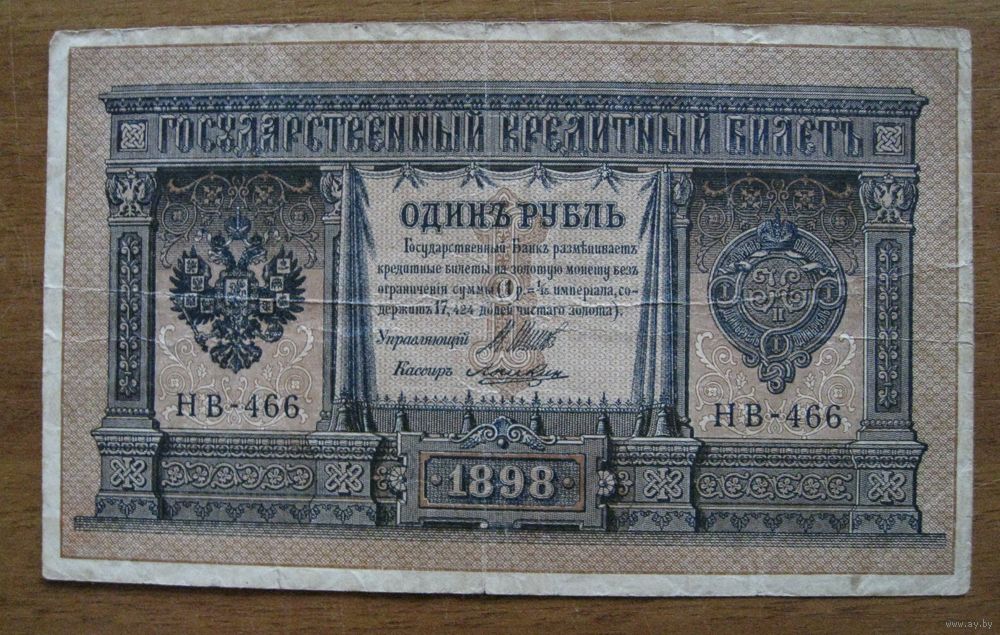 ГОСУДАРСТВЕННЫЙ КРЕДИТНЫЙ БИЛЕТЪ
ОДИНЪ РУБЛЬ
Государственный Банкъ размѣниваетъ
кредитные билеты на золотую монету безъ
ограниченія суммы (1 р.= 1/15 имперіала, со-
держитъ 17,424 долей чистаго золота).
Управляющій
Кассиръ
НВ-466
НВ-466
1898
www.ay.by